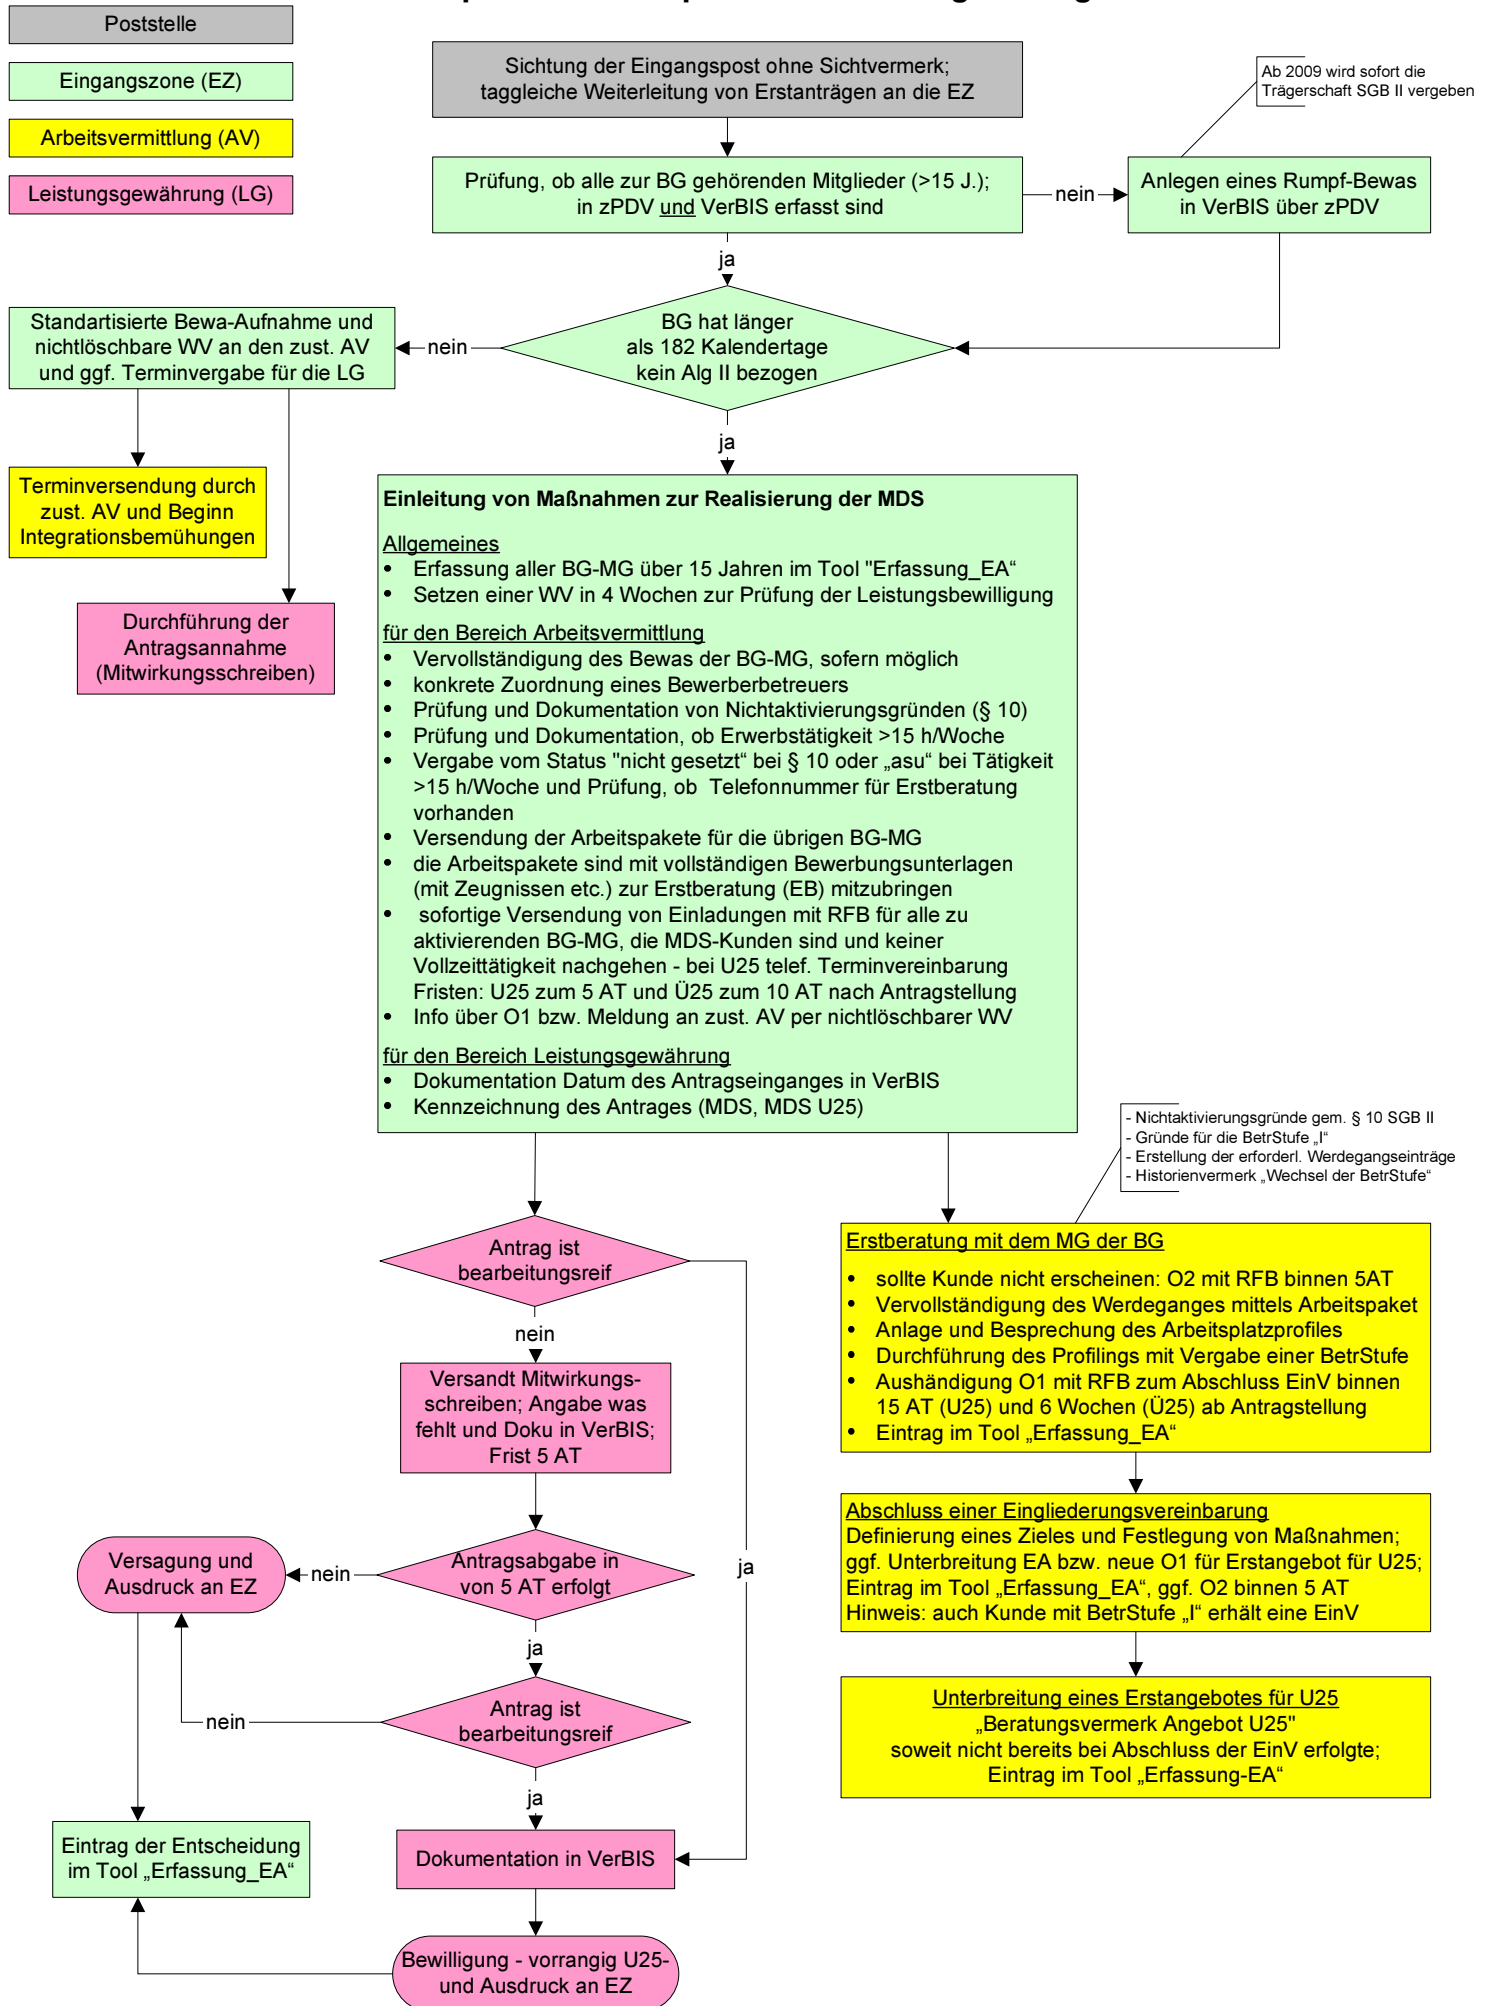 Poststelle
Eingangszone (EZ)
Arbeitsvermittlung (AV)
Leistungsgewährung (LG)
Sichtung der Eingangspost ohne Sichtvermerk;
taggleiche Weiterleitung von Erstanträgen an die EZ
Ab 2009 wird sofort die
Trägerschaft SGB II vergeben
Prüfung, ob alle zur BG gehörenden Mitglieder (>15 J.);
in zPDV und VerBIS erfasst sind
nein
Anlegen eines Rumpf-Bewas
in VerBIS über zPDV
ja
BG hat länger
als 182 Kalendertage
kein Alg II bezogen
nein
Standartisierte Bewa-Aufnahme und
nichtlöschbare WV an den zust. AV
und ggf. Terminvergabe für die LG
ja
Terminversendung durch
zust. AV und Beginn
Integrationsbemühungen
Durchführung der
Antragsannahme
(Mitwirkungsschreiben)
Einleitung von Maßnahmen zur Realisierung der MDS
Allgemeines
• Erfassung aller BG-MG über 15 Jahren im Tool "Erfassung_EA“
• Setzen einer WV in 4 Wochen zur Prüfung der Leistungsbewilligung
für den Bereich Arbeitsvermittlung
• Vervollständigung des Bewas der BG-MG, sofern möglich
• konkrete Zuordnung eines Bewerberbetreuers
• Prüfung und Dokumentation von Nichtaktivierungsgründen (§ 10)
• Prüfung und Dokumentation, ob Erwerbstätigkeit >15 h/Woche
• Vergabe vom Status "nicht gesetzt“ bei § 10 oder „asu“ bei Tätigkeit
>15 h/Woche und Prüfung, ob Telefonnummer für Erstberatung
vorhanden
• Versendung der Arbeitspakete für die übrigen BG-MG
• die Arbeitspakete sind mit vollständigen Bewerbungsunterlagen
(mit Zeugnissen etc.) zur Erstberatung (EB) mitzubringen
• sofortige Versendung von Einladungen mit RFB für alle zu
aktivierenden BG-MG, die MDS-Kunden sind und keiner
Vollzeittätigkeit nachgehen - bei U25 telef. Terminvereinbarung
Fristen: U25 zum 5 AT und Ü25 zum 10 AT nach Antragstellung
• Info über O1 bzw. Meldung an zust. AV per nichtlöschbarer WV
für den Bereich Leistungsgewährung
• Dokumentation Datum des Antragseinganges in VerBIS
• Kennzeichnung des Antrages (MDS, MDS U25)
- Nichtaktivierungsgründe gem. § 10 SGB II
- Gründe für die BetrStufe „I“
- Erstellung der erforderl. Werdegangseinträge
- Historienvermerk „Wechsel der BetrStufe“
Antrag ist
bearbeitungsreif
nein
Versandt Mitwirkungs-
schreiben; Angabe was
fehlt und Doku in VerBIS;
Frist 5 AT
Antragsabgabe in
von 5 AT erfolgt
nein
Versagung und
Ausdruck an EZ
ja
ja
Antrag ist
bearbeitungsreif
nein
ja
Dokumentation in VerBIS
Eintrag der Entscheidung
im Tool „Erfassung_EA“
Bewilligung - vorrangig U25-
und Ausdruck an EZ
Erstberatung mit dem MG der BG
• sollte Kunde nicht erscheinen: O2 mit RFB binnen 5AT
• Vervollständigung des Werdeganges mittels Arbeitspaket
• Anlage und Besprechung des Arbeitsplatzprofiles
• Durchführung des Profilings mit Vergabe einer BetrStufe
• Aushändigung O1 mit RFB zum Abschluss EinV binnen
15 AT (U25) und 6 Wochen (Ü25) ab Antragstellung
• Eintrag im Tool „Erfassung_EA“
Abschluss einer Eingliederungsvereinbarung
Definierung eines Zieles und Festlegung von Maßnahmen;
ggf. Unterbreitung EA bzw. neue O1 für Erstangebot für U25;
Eintrag im Tool „Erfassung_EA“, ggf. O2 binnen 5 AT
Hinweis: auch Kunde mit BetrStufe „I“ erhält eine EinV
Unterbreitung eines Erstangebotes für U25
„Beratungsvermerk Angebot U25"
soweit nicht bereits bei Abschluss der EinV erfolgte;
Eintrag im Tool „Erfassung-EA“